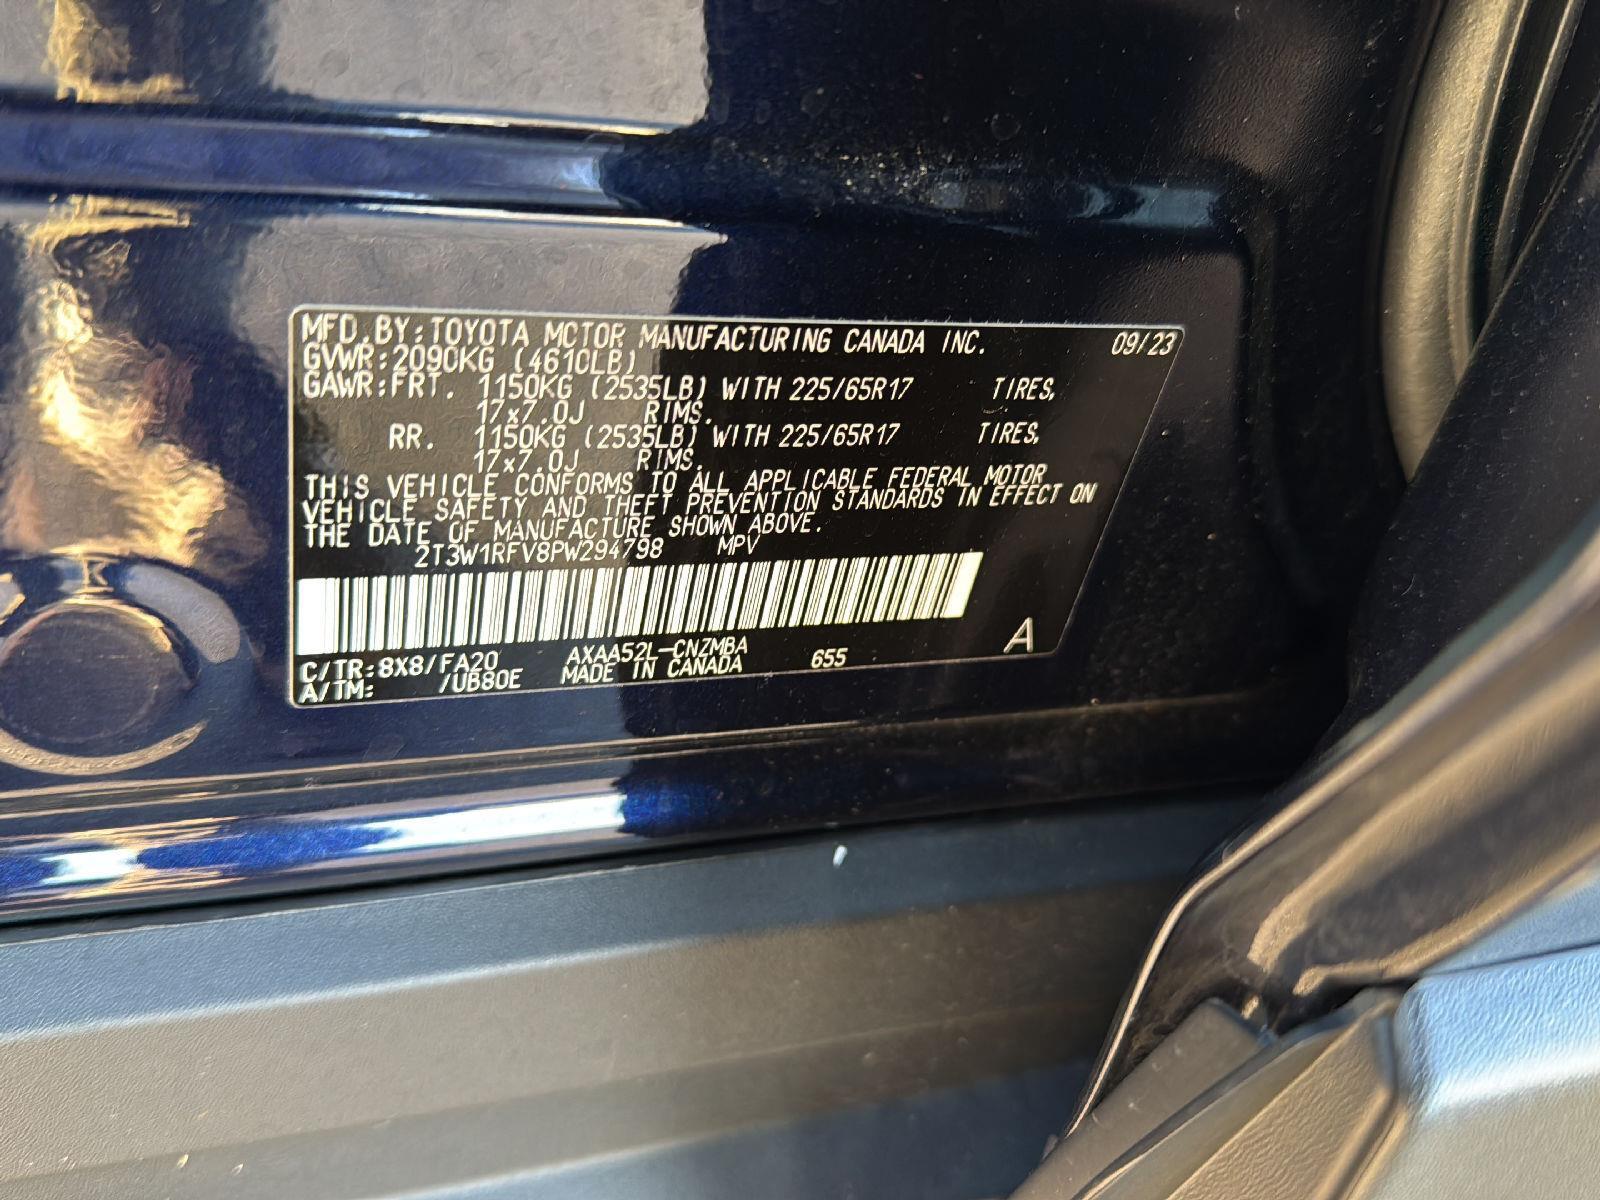 MFD.BY:TOYOTA MOTOR MANUFACTURING CANADA INC. 09/23
GVWR:2090KG (4610LB)
GAWR:FRT. 1150KG (2535LB) WITH 225/65R17 TIRES,
17x7.0J RIMS.
RR. 1150KG (2535LB) WITH 225/65R17 TIRES,
17x7.0J RIMS.
THIS VEHICLE CONFORMS TO ALL APPLICABLE FEDERAL MOTOR
VEHICLE SAFETY AND THEFT PREVENTION STANDARDS IN EFFECT ON
THE DATE OF MANUFACTURE SHOWN ABOVE.
2T3W1RFV8PW294798 MPV
C/TR:8X8/FA20 AXAA52L-CNZMBA 655 A
A/TM: /UB80E MADE IN CANADA